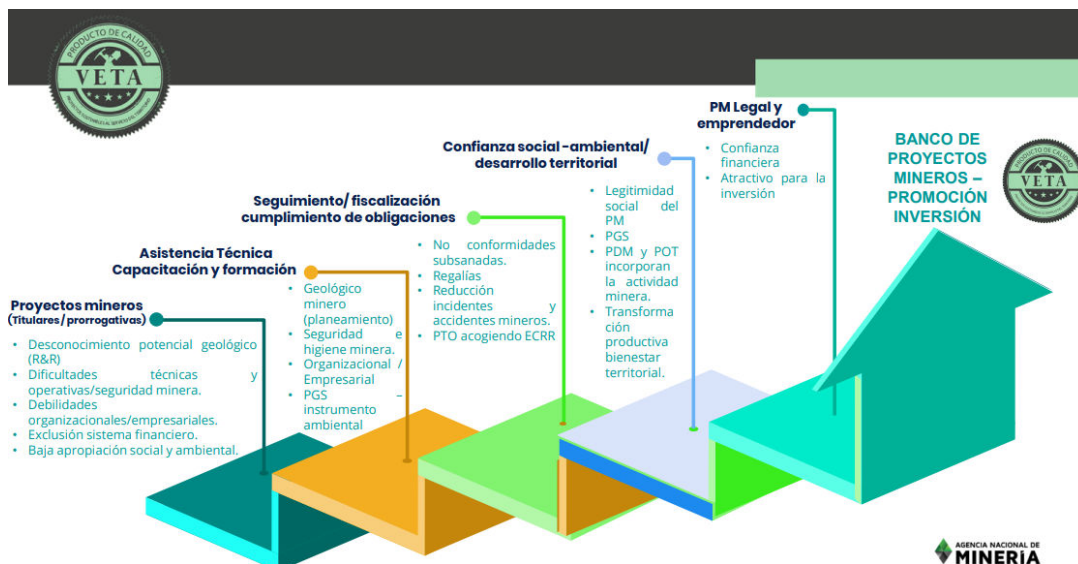 PRODUCTO DE CALIDAD
VETA
Proyectos mineros
(Titulares / prorrogativas)
• Desconocimiento potencial geológico
(R&R)
• Dificultades técnicas y
operativas/seguridad minera.
• Debilidades
organizacionales/empresariales.
• Exclusión sistema financiero.
• Baja apropiación social y ambiental.
Asistencia Técnica
Capacitación y formación
• Geológico
minero
(planeamiento)
• Seguridad e
higiene minera.
• Organizacional /
Empresarial
• PGS –
instrumento
ambiental
Seguimiento/ fiscalización
cumplimiento de obligaciones
• No conformidades
subsanadas.
• Regalías
• Reducción
incidentes y
accidentes mineros.
• PTO acogiendo ECRR
Confianza social -ambiental/
desarrollo territorial
• Legitimidad
social del
PM
• PGS
• PDM y POT
incorporan
la actividad
minera.
• Transforma
ción
productiva
bienestar
territorial.
PM Legal y
emprendedor
• Confianza
financiera
• Atractivo para la
inversión
BANCO DE
PROYECTOS
MINEROS –
PROMOCIÓN
INVERSIÓN
PRODUCTO DE CALIDAD
VETA
AGENCIA NACIONAL DE
MINERÍA